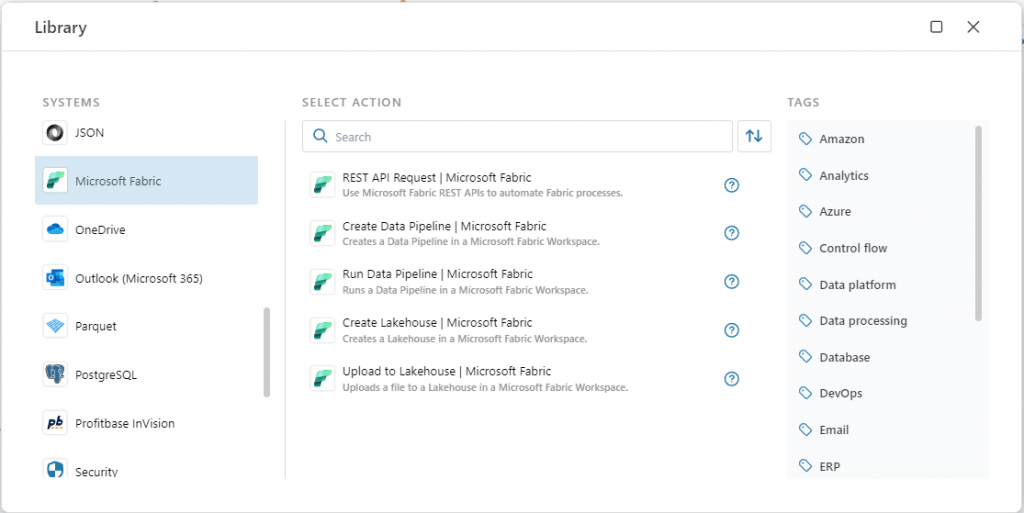 Library
SYSTEMS
JSON
Microsoft Fabric
OneDrive
Outlook (Microsoft 365)
Parquet
PostgreSQL
pb
Profitbase InVision
Security
SELECT ACTION
Search
REST API Request | Microsoft Fabric
Use Microsoft Fabric REST APIs to automate Fabric processes.
Create Data Pipeline | Microsoft Fabric
Creates a Data Pipeline in a Microsoft Fabric Workspace.
Run Data Pipeline | Microsoft Fabric
Runs a Data Pipeline in a Microsoft Fabric Workspace.
Create Lakehouse | Microsoft Fabric
Creates a Lakehouse in a Microsoft Fabric Workspace.
Upload to Lakehouse | Microsoft Fabric
Uploads a file to a Lakehouse in a Microsoft Fabric Workspace.
TAGS
Amazon
Analytics
Azure
Control flow
Data platform
Data processing
Database
DevOps
Email
ERP